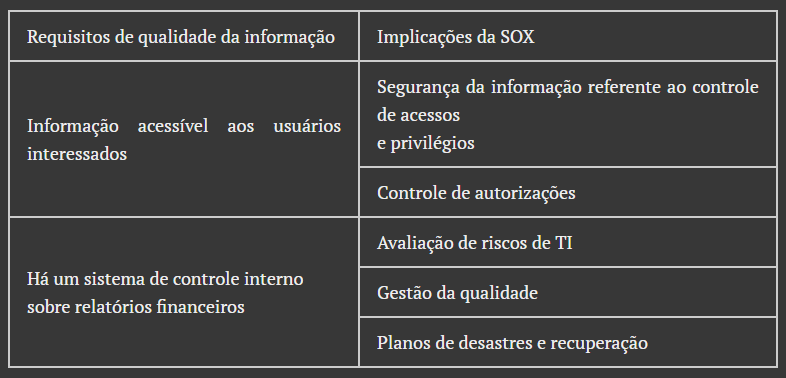 Requisitos de qualidade da informação
Implicações da SOX
Informação acessível aos usuários
interessados
Segurança da informação referente ao controle
de acessos
e privilégios
Controle de autorizações
Há um sistema de controle interno
sobre relatórios financeiros
Avaliação de riscos de TI
Gestão da qualidade
Planos de desastres e recuperação